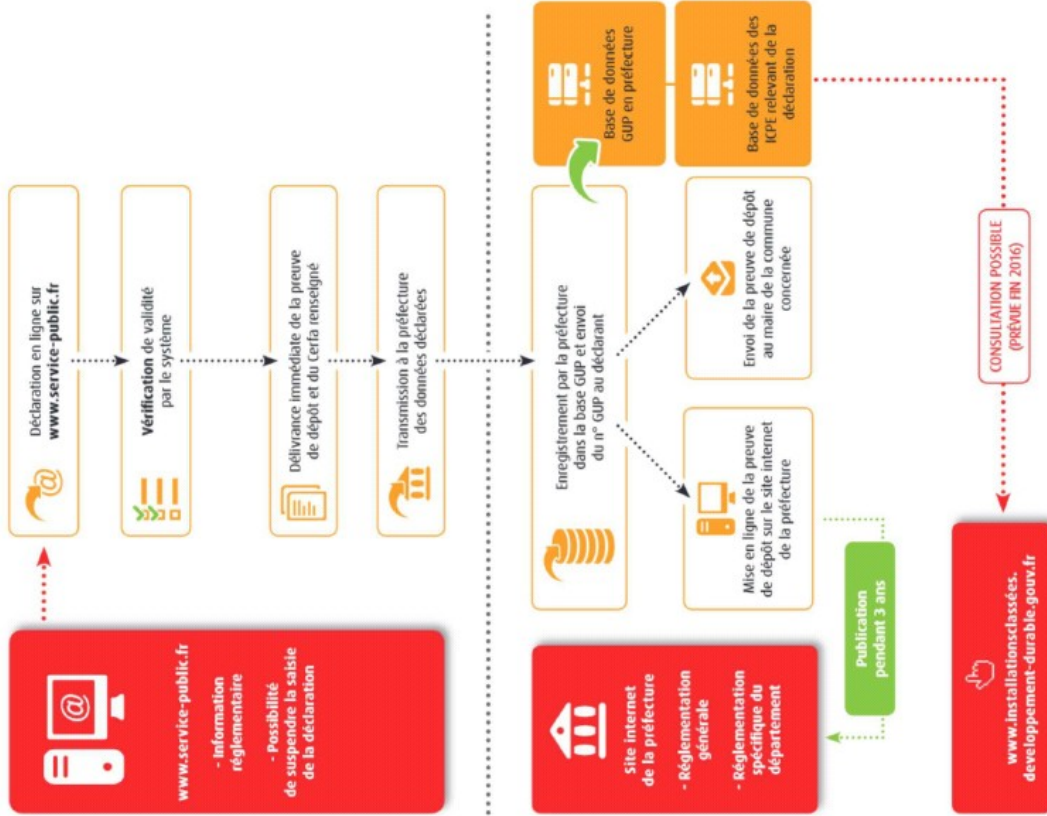 www.service-public.fr
- Information
réglementaire
- Possibilité
de suspendre la saisie
de la déclaration
Déclaration en ligne sur
www.service-public.fr
Vérification de validité
par le système
Délivrance immédiate de la preuve
de dépôt et du Cerfa renseigné
Transmission à la préfecture
des données déclarées
Site internet
de la préfecture
- Réglementation
générale
- Réglementation
spécifique du
département
Enregistrement par la préfecture
dans la base GUP et envoi
du n° GUP au déclarant
Base de données
GUP en préfecture
Base de données des
ICPE relevant de la
déclaration
Mise en ligne de la preuve
de dépôt sur le site internet
de la préfecture
Envoi de la preuve de dépôt
au maire de la commune
concernée
Publication
pendant 3 ans
CONSULTATION POSSIBLE
(PRÉVUE FIN 2016)
www.installationsclassées.
developpement-durable.gouv.fr